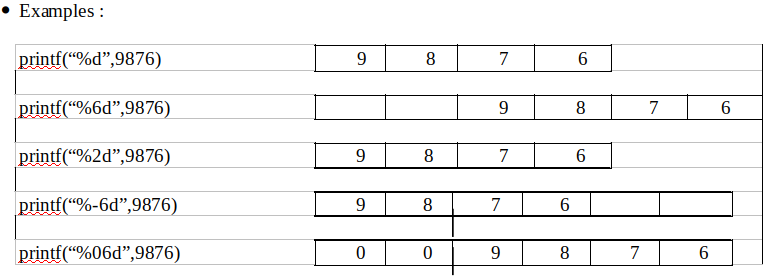 • Examples :
printf(“%d”,9876) 9 8 7 6
printf(“%6d”,9876) 9 8 7 6
printf(“%2d”,9876) 9 8 7 6
printf(“%-6d”,9876) 9 8 7 6
printf(“%06d”,9876) 0 0 9 8 7 6